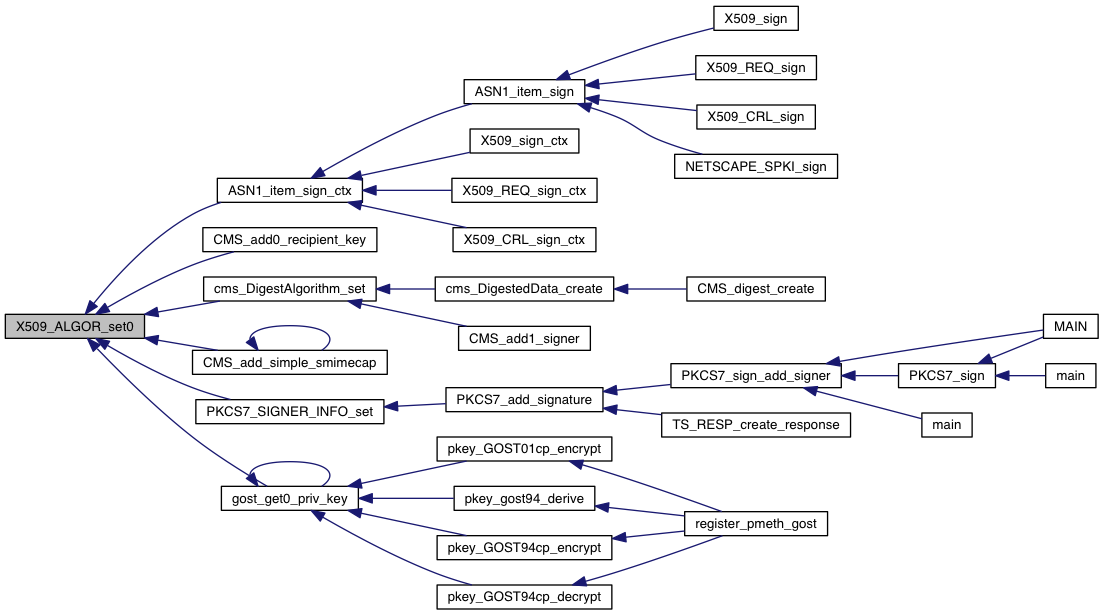 X509_sign
X509_REQ_sign
ASN1_item_sign
X509_CRL_sign
X509_sign_ctx
NETSCAPE_SPKI_sign
ASN1_item_sign_ctx
X509_REQ_sign_ctx
CMS_add0_recipient_key
X509_CRL_sign_ctx
cms_DigestAlgorithm_set
cms_DigestedData_create
CMS_digest_create
X509_ALGOR_set0
MAIN
CMS_add1_signer
CMS_add_simple_smimecap
PKCS7_sign_add_signer
PKCS7_sign
main
PKCS7_SIGNER_INFO_set
PKCS7_add_signature
TS_RESP_create_response
main
pkey_GOST01cp_encrypt
gost_get0_priv_key
pkey_gost94_derive
register_pmeth_gost
pkey_GOST94cp_encrypt
pkey_GOST94cp_decrypt